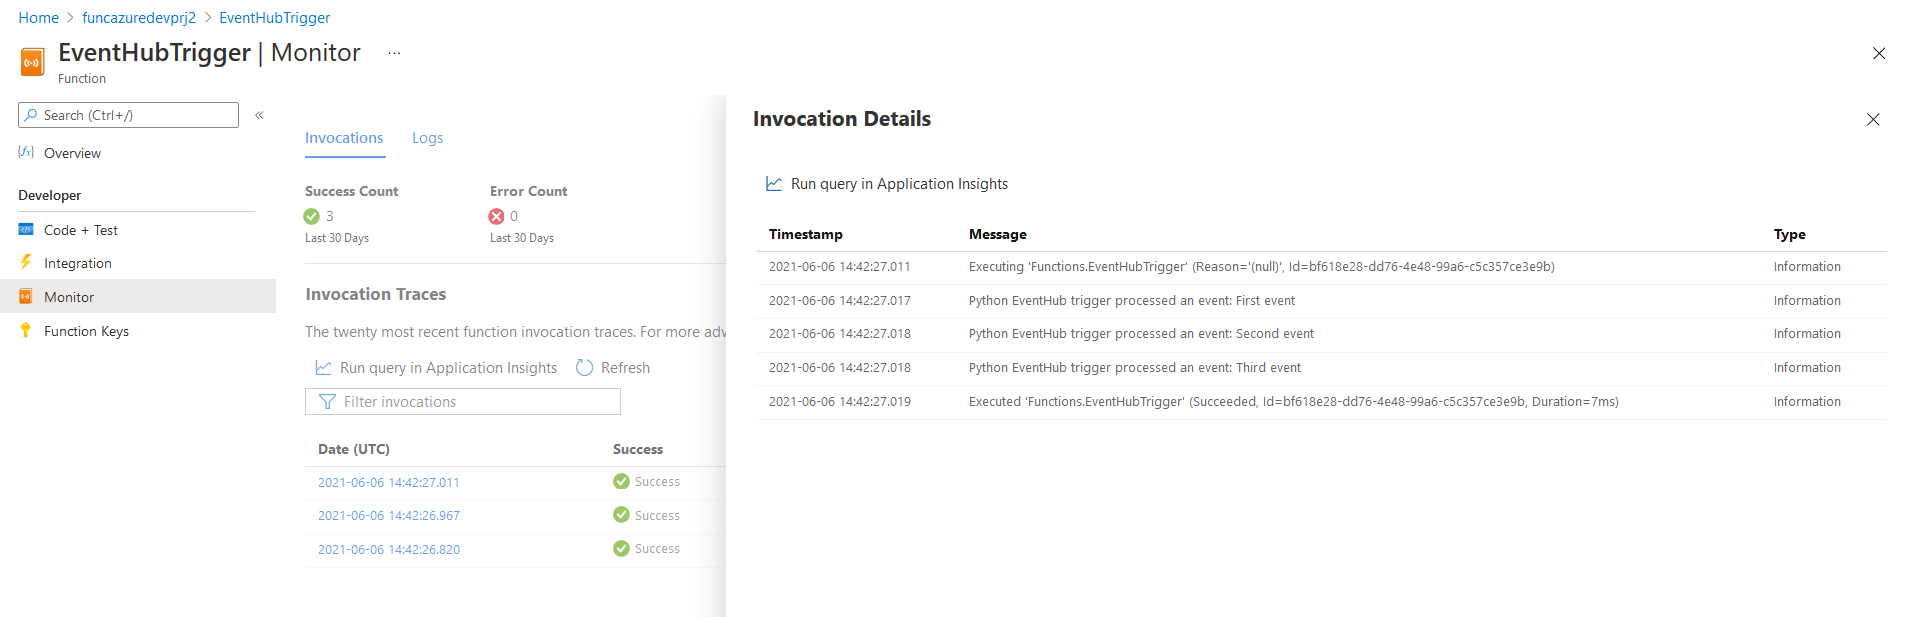 Home > funcazuredevprj2 > EventHubTrigger
EventHubTrigger | Monitor ...
Function
Search (Ctrl+/) «
Overview
Developer
Code + Test
Integration
Monitor
Function Keys
Invocations Logs
Success Count Error Count
3 0
Last 30 Days Last 30 Days
Invocation Traces
The twenty most recent function invocation traces. For more adv
Run query in Application Insights Refresh
Filter invocations
Date (UTC) Success
2021-06-06 14:42:27.011 Success
2021-06-06 14:42:26.967 Success
2021-06-06 14:42:26.820 Success
Invocation Details
Run query in Application Insights
Timestamp Message Type
2021-06-06 14:42:27.011 Executing 'Functions.EventHubTrigger' (Reason='(null)', Id=bf618e28-dd76-4e48-99a6-c5c357ce3e9b) Information
2021-06-06 14:42:27.017 Python EventHub trigger processed an event: First event Information
2021-06-06 14:42:27.018 Python EventHub trigger processed an event: Second event Information
2021-06-06 14:42:27.018 Python EventHub trigger processed an event: Third event Information
2021-06-06 14:42:27.019 Executed 'Functions.EventHubTrigger' (Succeeded, Id=bf618e28-dd76-4e48-99a6-c5c357ce3e9b, Duration=7ms) Information